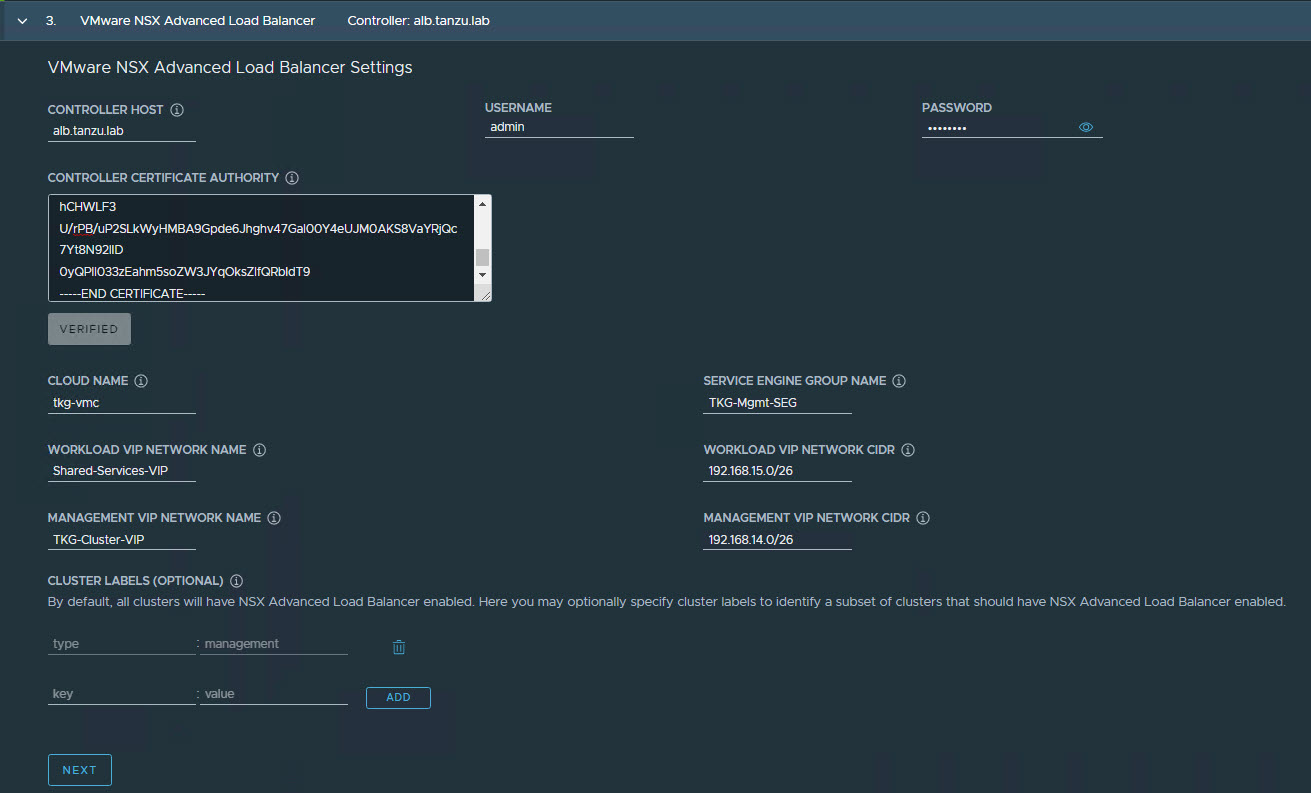 3. VMware NSX Advanced Load Balancer Controller: alb.tanzu.lab
VMware NSX Advanced Load Balancer Settings
CONTROLLER HOST
USERNAME
PASSWORD
alb.tanzu.lab
admin
••••••••
CONTROLLER CERTIFICATE AUTHORITY
hCHWLF3
U/rPB/uP2SLkWyHMBA9Gpde6Jhghv47Gal00Y4eUJM0AKS8VaYRjQc
7Yt8N92lID
0yQPlI033zEahm5soZW3JYqOksZlfQRbIdT9
-----END CERTIFICATE-----
VERIFIED
CLOUD NAME
SERVICE ENGINE GROUP NAME
tkg-vmc
TKG-Mgmt-SEG
WORKLOAD VIP NETWORK NAME
WORKLOAD VIP NETWORK CIDR
Shared-Services-VIP
192.168.15.0/26
MANAGEMENT VIP NETWORK NAME
MANAGEMENT VIP NETWORK CIDR
TKG-Cluster-VIP
192.168.14.0/26
CLUSTER LABELS (OPTIONAL)
By default, all clusters will have NSX Advanced Load Balancer enabled. Here you may optionally specify cluster labels to identify a subset of clusters that should have NSX Advanced Load Balancer enabled.
type : management
key : value
ADD
NEXT